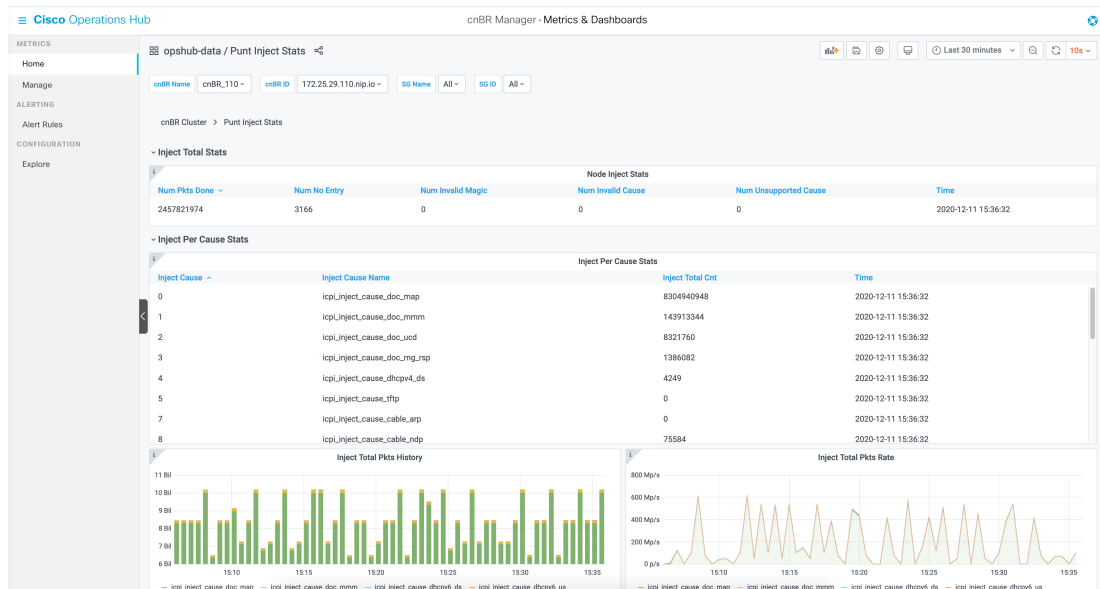 Cisco Operations Hub
cnBR Manager - Metrics & Dashboards
METRICS
Home
Manage
ALERTING
Alert Rules
CONFIGURATION
Explore
opshub-data / Punt Inject Stats
Last 30 minutes
10s
cnBR Name cnBR_110 cnBR ID 172.25.29.110.nip.io SG Name All SG ID All
cnBR Cluster > Punt Inject Stats
Inject Total Stats
Node Inject Stats
Num Pkts Done Num No Entry Num Invalid Magic Num Invalid Cause Num Unsupported Cause Time
2457821974 3166 0 0 0 2020-12-11 15:36:32
Inject Per Cause Stats
Inject Per Cause Stats
Inject Cause Inject Cause Name Inject Total Cnt Time
0 icpi_inject_cause_doc_map 8304940948 2020-12-11 15:36:32
1 icpi_inject_cause_doc_mmm 143913344 2020-12-11 15:36:32
2 icpi_inject_cause_doc_ucd 8321760 2020-12-11 15:36:32
3 icpi_inject_cause_doc_rng_rsp 1386082 2020-12-11 15:36:32
4 icpi_inject_cause_dhcpv4_ds 4249 2020-12-11 15:36:32
5 icpi_inject_cause_tftp 0 2020-12-11 15:36:32
7 icpi_inject_cause_cable_arp 0 2020-12-11 15:36:32
8 icpi_inject_cause_cable_ndp 75584 2020-12-11 15:36:32
Inject Total Pkts History
11 Bil
10 Bil
9 Bil
8 Bil
7 Bil
6 Bil
15:10 15:15 15:20 15:25 15:30 15:35
icpi_inject_cause_doc_map icpi_inject_cause_doc_mmm icpi_inject_cause_dhcpv6_ds icpi_inject_cause_dhcpv6_us
Inject Total Pkts Rate
800 Mp/s
600 Mp/s
400 Mp/s
200 Mp/s
0 p/s
15:10 15:15 15:20 15:25 15:30 15:35
icpi_inject_cause_doc_map icpi_inject_cause_doc_mmm icpi_inject_cause_dhcpv6_ds icpi_inject_cause_dhcpv6_us